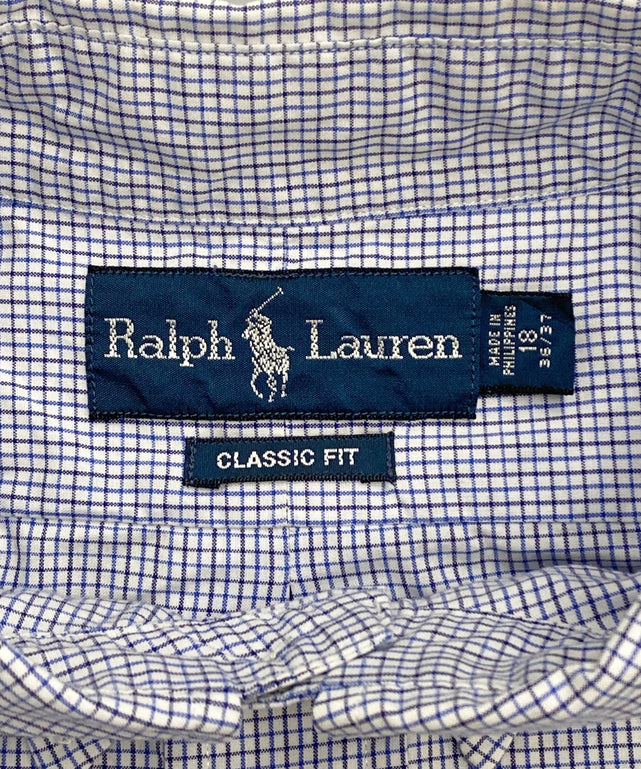 Ralph Lauren
MADE IN
PHILIPPINES
18
36/37
CLASSIC FIT